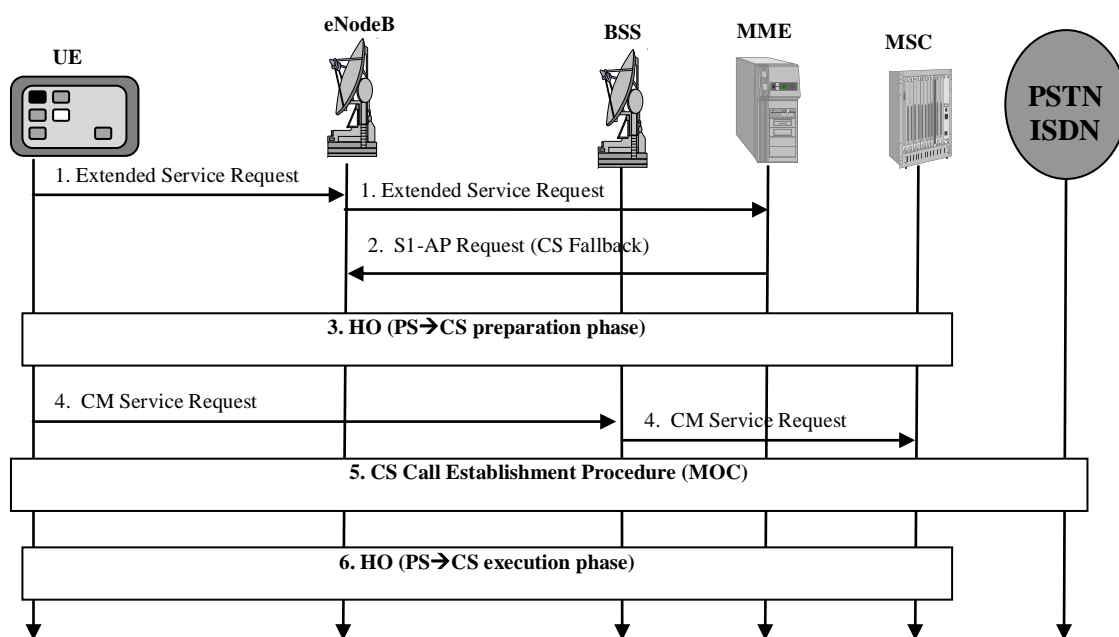 eNodeB
BSS
MME
MSC
UE
PSTN
ISDN
1. Extended Service Request
1. Extended Service Request
2. S1-AP Request (CS Fallback)
3. HO (PS→CS preparation phase)
4. CM Service Request
4. CM Service Request
5. CS Call Establishment Procedure (MOC)
6. HO (PS→CS execution phase)